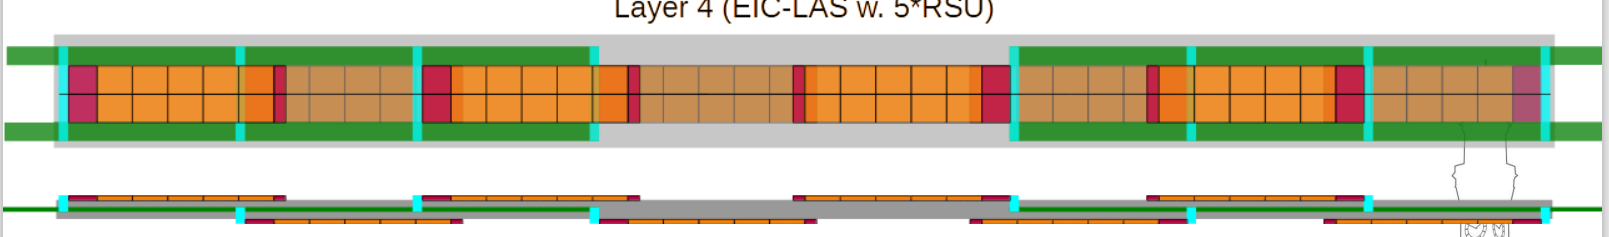 Layer 4 (EIC-LAS w. 5*RSU)